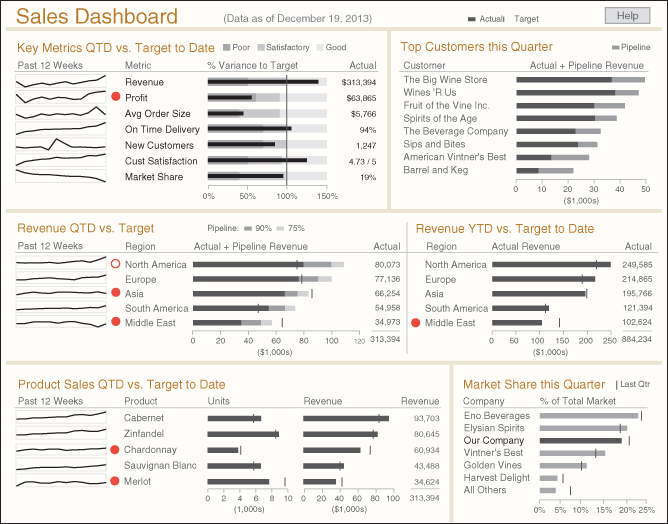 Sales Dashboard (Data as of December 19, 2013) Actuali Target Help
Key Metrics QTD vs. Target to Date Poor Satisfactory Good
Past 12 Weeks Metric % Variance to Target Actual
Revenue $313,394
Profit $63,865
Avg Order Size $5,766
On Time Delivery 94%
New Customers 1,247
Cust Satisfaction 4,73 / 5
Market Share 19%
0% 50% 100% 150%
Top Customers this Quarter Pipeline
Customer Actual + Pipeline Revenue
The Big Wine Store
Wines 'R Us
Fruit of the Vine Inc.
Spirits of the Age
The Beverage Company
Sips and Bites
American Vintner's Best
Barrel and Keg
0 10 20 30 40 50
($1,000s)
Revenue QTD vs. Target Pipeline: 90% 75%
Past 12 Weeks Region Actual + Pipeline Revenue Actual
North America 80,073
Europe 77,136
Asia 66,254
South America 54,958
Middle East 34,973
0 20 40 60 80 100 120 313,394
($1,000s)
Revenue YTD vs. Target to Date
Region Actual Revenue Actual
North America 249,585
Europe 214,865
Asia 195,766
South America 121,394
Middle East 102,624
0 50 100 150 200 250 884,234
($1,000s)
Product Sales QTD vs. Target to Date
Past 12 Weeks Product Units Revenue Revenue
Cabernet 93,703
Zinfandel 80,645
Chardonnay 60,934
Sauvignan Blanc 43,488
Merlot 34,624
0 2 4 6 8 10 0 20 40 60 80 100 313,394
(1,000s) ($1,000s)
Market Share this Quarter Last Qtr
Company % of Total Market
Eno Beverages
Elysian Spirits
Our Company
Vintner's Best
Golden Vines
Harvest Delight
All Others
0% 5% 10% 15% 20% 25%